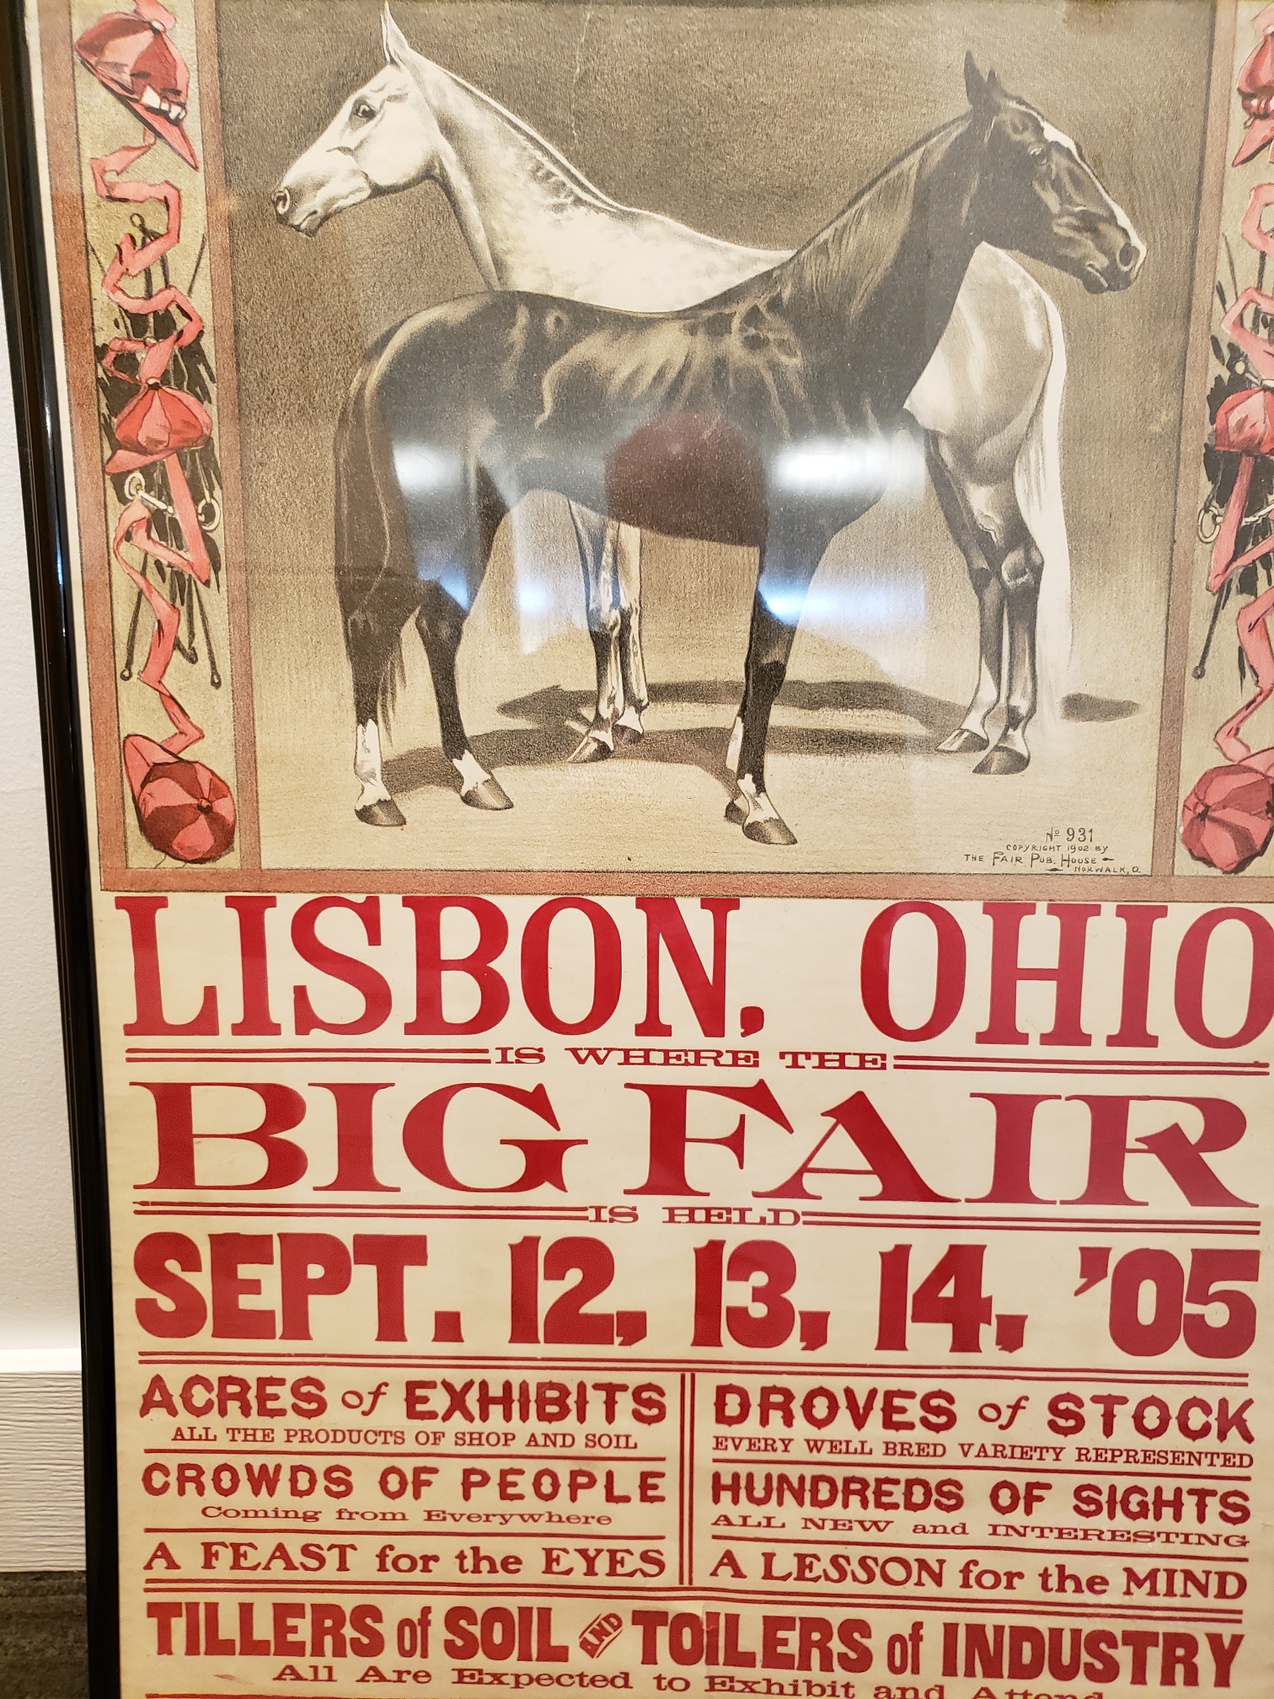 Nº 931
COPYRIGHT 1902 BY
THE FAIR PUB. HOUSE
NORWALK, O.
LISBON, OHIO
IS WHERE THE
BIG FAIR
IS HELD
SEPT. 12, 13, 14, '05
ACRES of EXHIBITS
ALL THE PRODUCTS OF SHOP AND SOIL
CROWDS OF PEOPLE
Coming from Everywhere
A FEAST for the EYES
DROVES of STOCK
EVERY WELL BRED VARIETY REPRESENTED
HUNDREDS OF SIGHTS
ALL NEW and INTERESTING
A LESSON for the MIND
TILLERS of SOIL AND TOILERS of INDUSTRY
All Are Expected to Exhibit and Attend